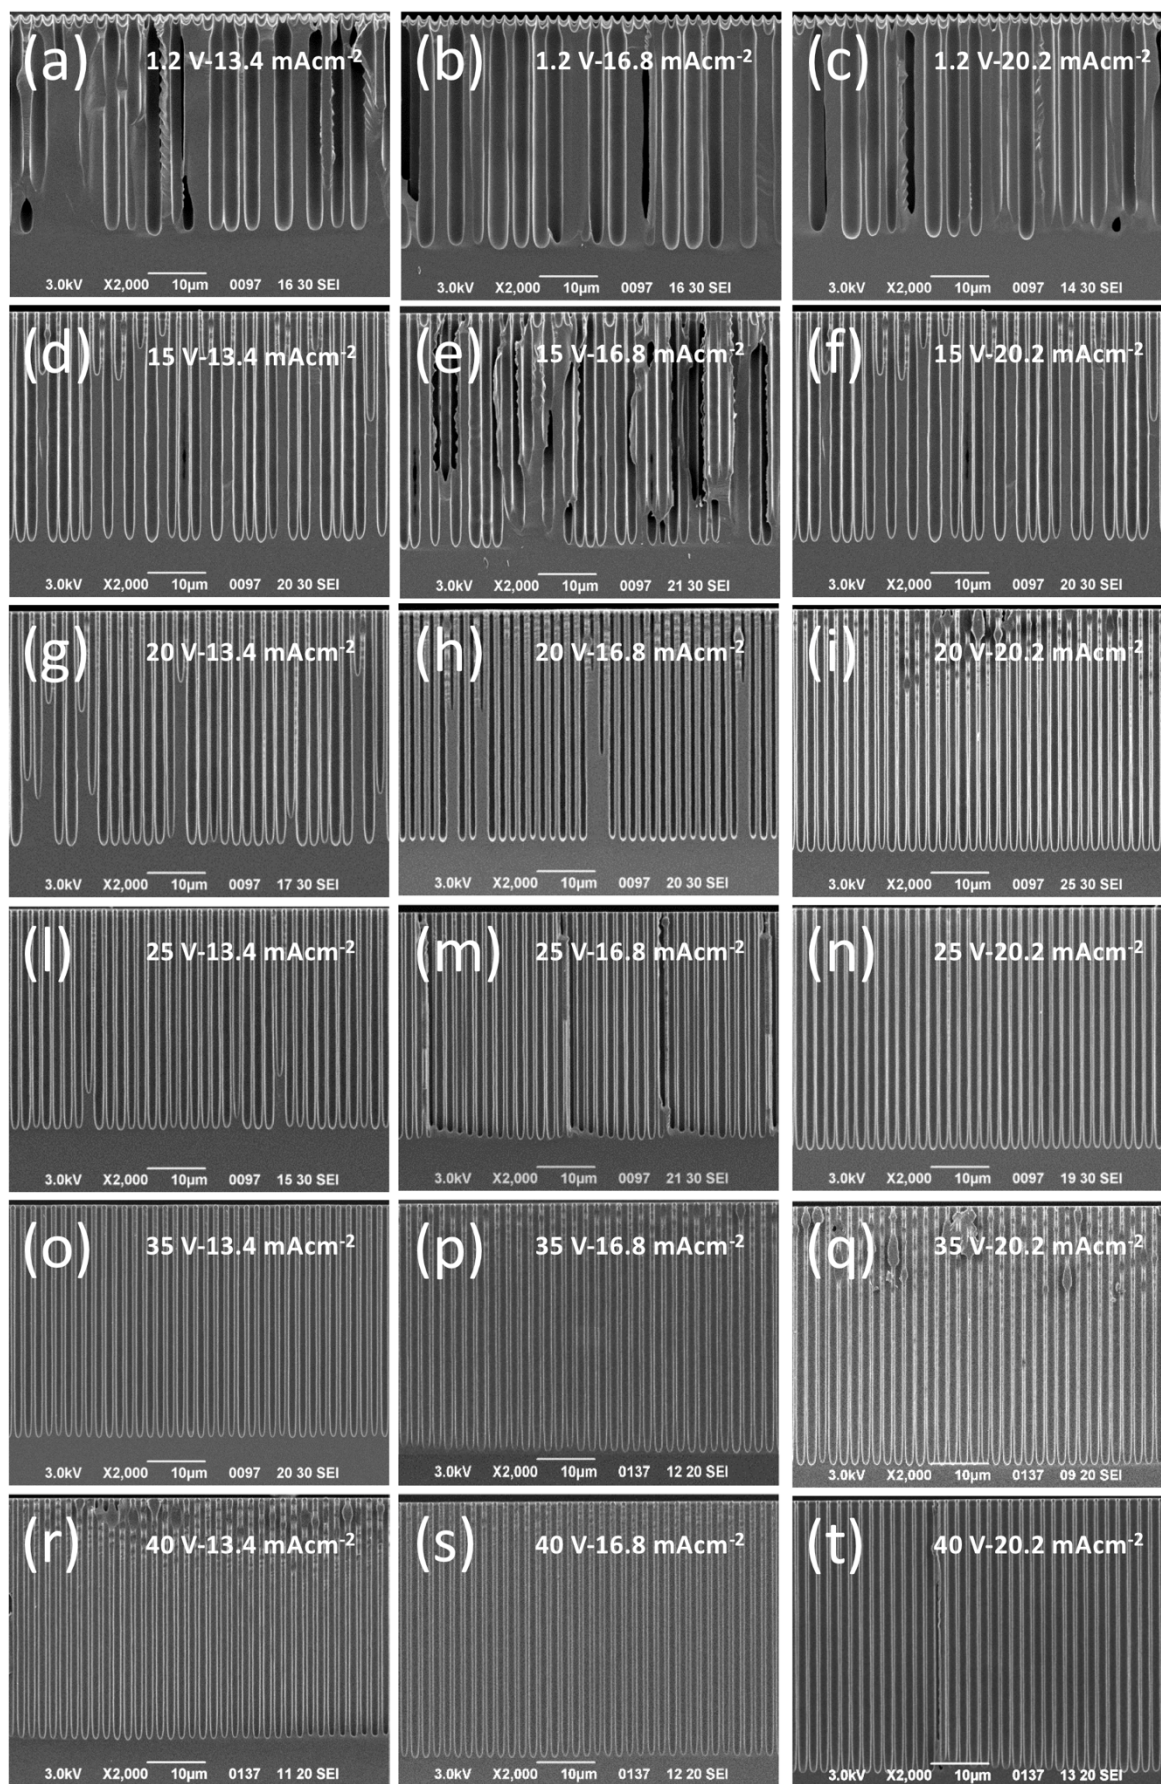 (a) 1.2 V-13.4 mAcm⁻²
3.0kV X2,000 10µm 0097 16 30 SEI
(b) 1.2 V-16.8 mAcm⁻²
3.0kV X2,000 10µm 0097 16 30 SEI
(c) 1.2 V-20.2 mAcm⁻²
3.0kV X2,000 10µm 0097 14 30 SEI
(d) 15 V-13.4 mAcm⁻²
3.0kV X2,000 10µm 0097 20 30 SEI
(e) 15 V-16.8 mAcm⁻²
3.0kV X2,000 10µm 0097 21 30 SEI
(f) 15 V-20.2 mAcm⁻²
3.0kV X2,000 10µm 0097 20 30 SEI
(g) 20 V-13.4 mAcm⁻²
3.0kV X2,000 10µm 0097 17 30 SEI
(h) 20 V-16.8 mAcm⁻²
3.0kV X2,000 10µm 0097 20 30 SEI
(i) 20 V-20.2 mAcm⁻²
3.0kV X2,000 10µm 0097 25 30 SEI
(l) 25 V-13.4 mAcm⁻²
3.0kV X2,000 10µm 0097 15 30 SEI
(m) 25 V-16.8 mAcm⁻²
3.0kV X2,000 10µm 0097 21 30 SEI
(n) 25 V-20.2 mAcm⁻²
3.0kV X2,000 10µm 0097 19 30 SEI
(o) 35 V-13.4 mAcm⁻²
3.0kV X2,000 10µm 0097 20 30 SEI
(p) 35 V-16.8 mAcm⁻²
3.0kV X2,000 10µm 0137 12 20 SEI
(q) 35 V-20.2 mAcm⁻²
3.0kV X2,000 10µm 0137 09 20 SEI
(r) 40 V-13.4 mAcm⁻²
3.0kV X2,000 10µm 0137 11 20 SEI
(s) 40 V-16.8 mAcm⁻²
3.0kV X2,000 10µm 0137 12 20 SEI
(t) 40 V-20.2 mAcm⁻²
3.0kV X2,000 10µm 0137 13 20 SEI